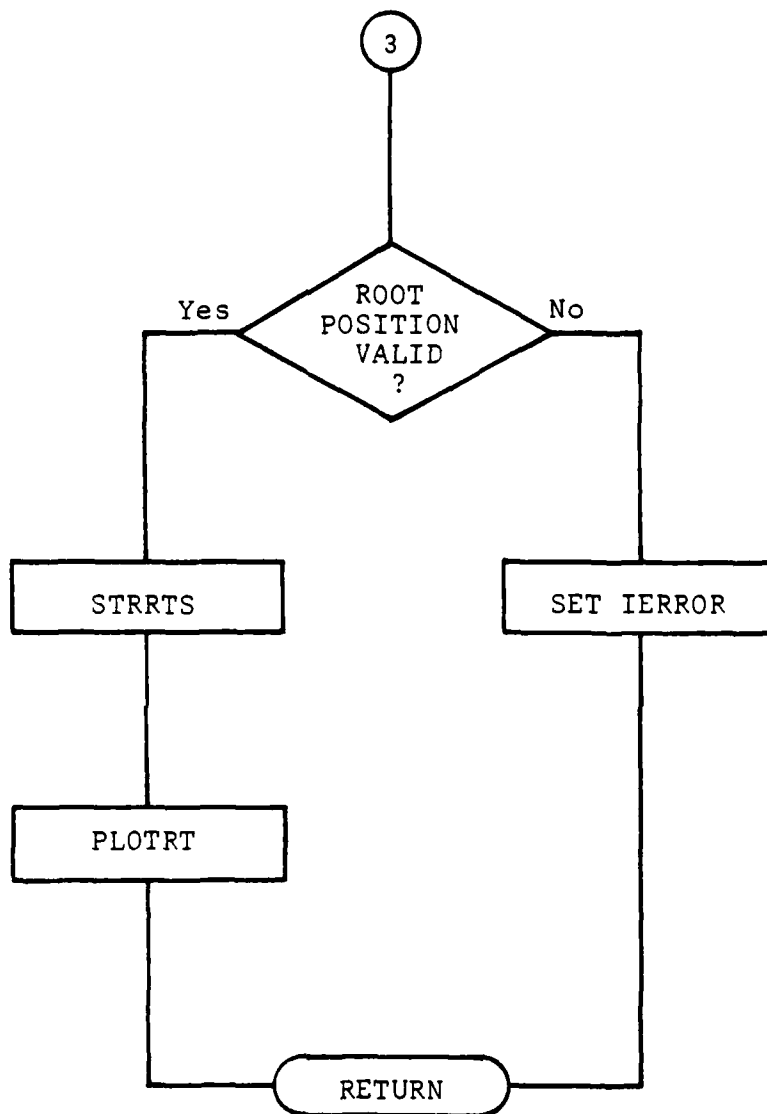 3
ROOT
POSITION
VALID
?
Yes
No
STRRTS
SET IERROR
PLOTRT
RETURN